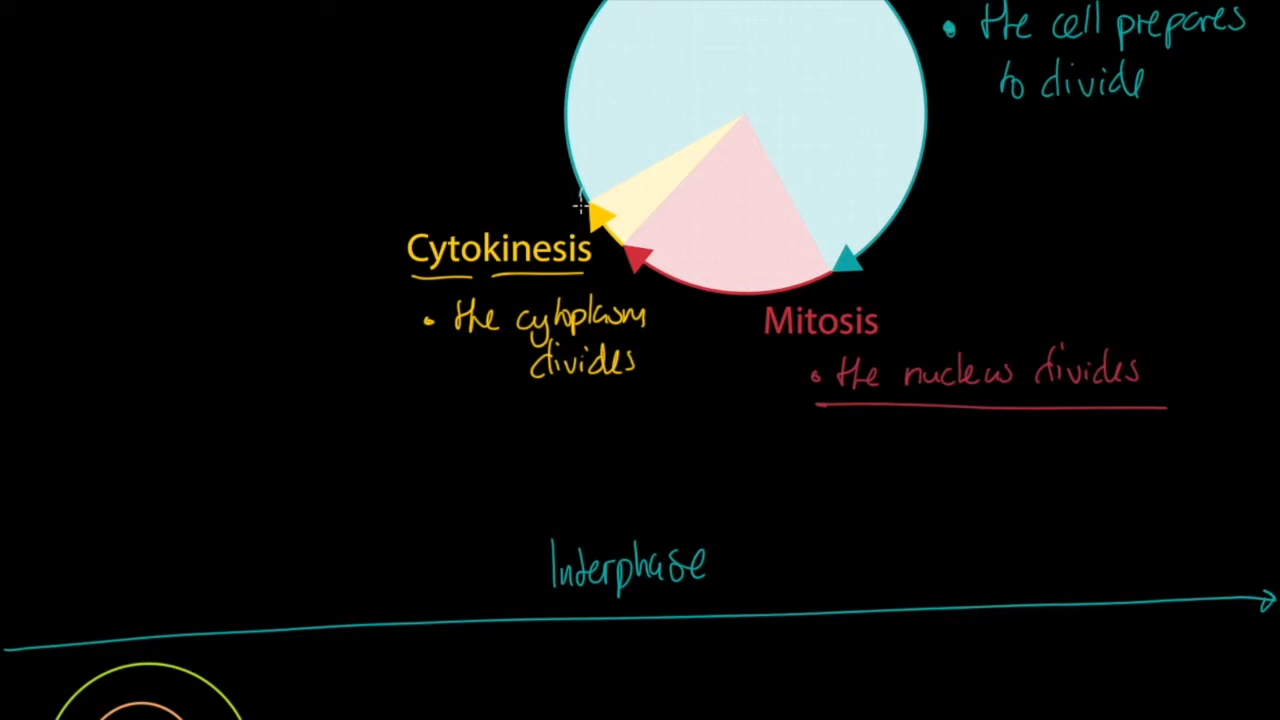 • the cell prepares
to divide
Cytokinesis
• the cytoplasm
divides
Mitosis
• the nucleus divides
Interphase